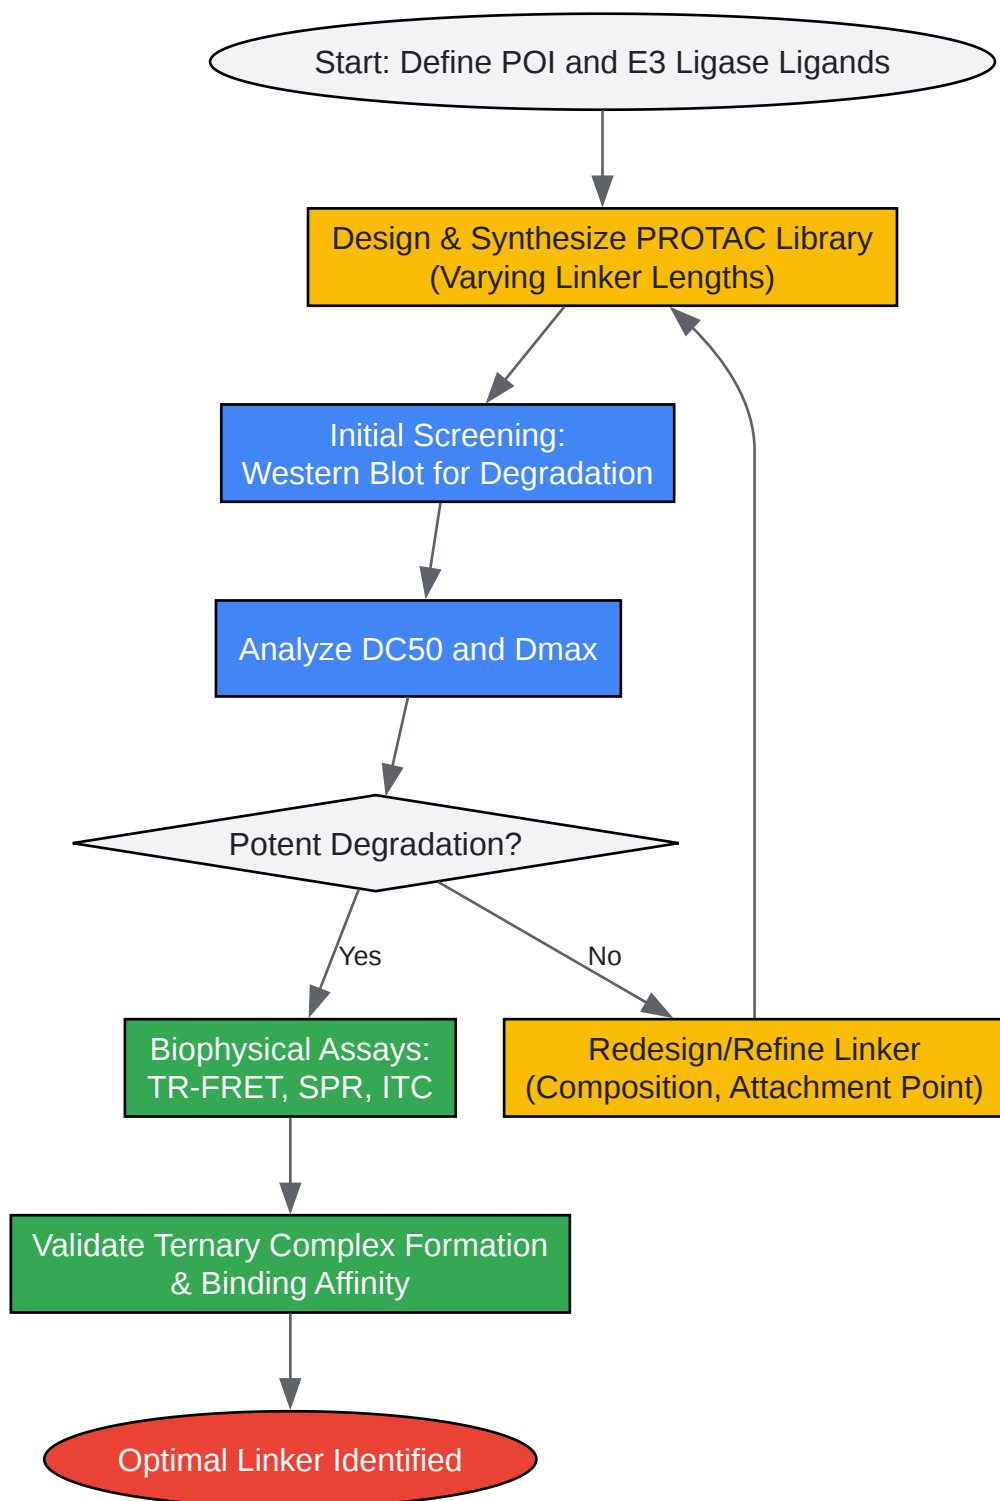 Start: Define POI and E3 Ligase Ligands
Design & Synthesize PROTAC Library
(Varying Linker Lengths)
Initial Screening:
Western Blot for Degradation
Analyze DC50 and Dmax
Potent Degradation?
Yes
No
Biophysical Assays:
TR-FRET, SPR, ITC
Redesign/Refine Linker
(Composition, Attachment Point)
Validate Ternary Complex Formation
& Binding Affinity
Optimal Linker Identified